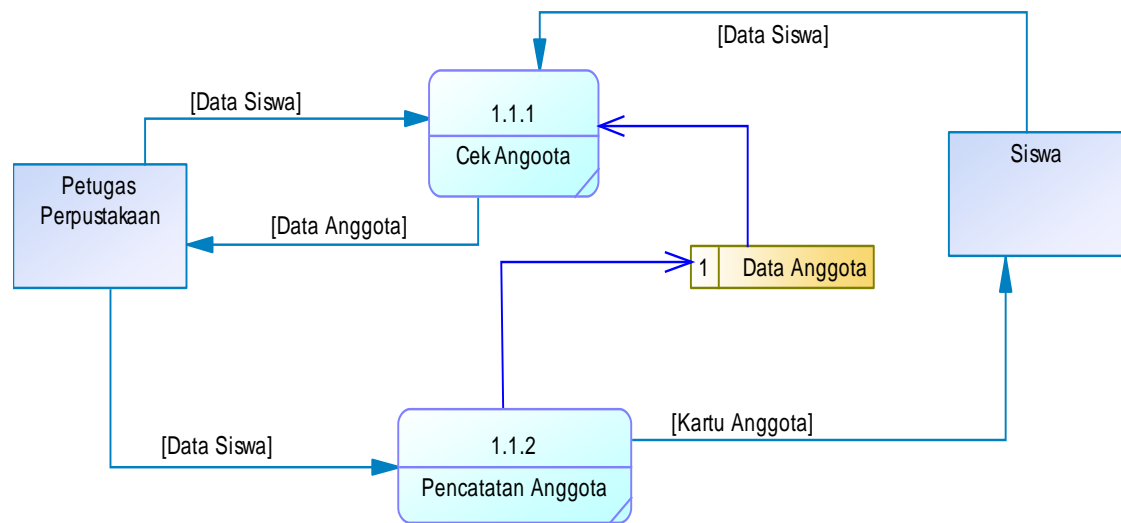 [Data Siswa]
[Data Siswa]
1.1.1
Cek Angoota
Siswa
Petugas
Perpustakaan
[Data Anggota]
1
Data Anggota
[Kartu Anggota]
[Data Siswa]
1.1.2
Pencatatan Anggota